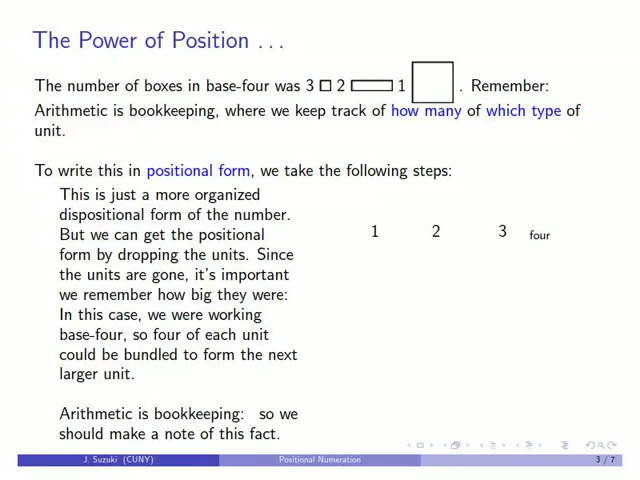 The Power of Position . . .
The number of boxes in base-four was 3 2 1 . Remember:
Arithmetic is bookkeeping, where we keep track of how many of which type of
unit.
To write this in positional form, we take the following steps:
This is just a more organized
dispositional form of the number.
But we can get the positional
form by dropping the units. Since
the units are gone, it's important
we remember how big they were:
In this case, we were working
base-four, so four of each unit
could be bundled to form the next
larger unit.
Arithmetic is bookkeeping: so we
should make a note of this fact.
1 2 3 four
J. Suzuki (CUNY) Positional Numeration 3 / 7